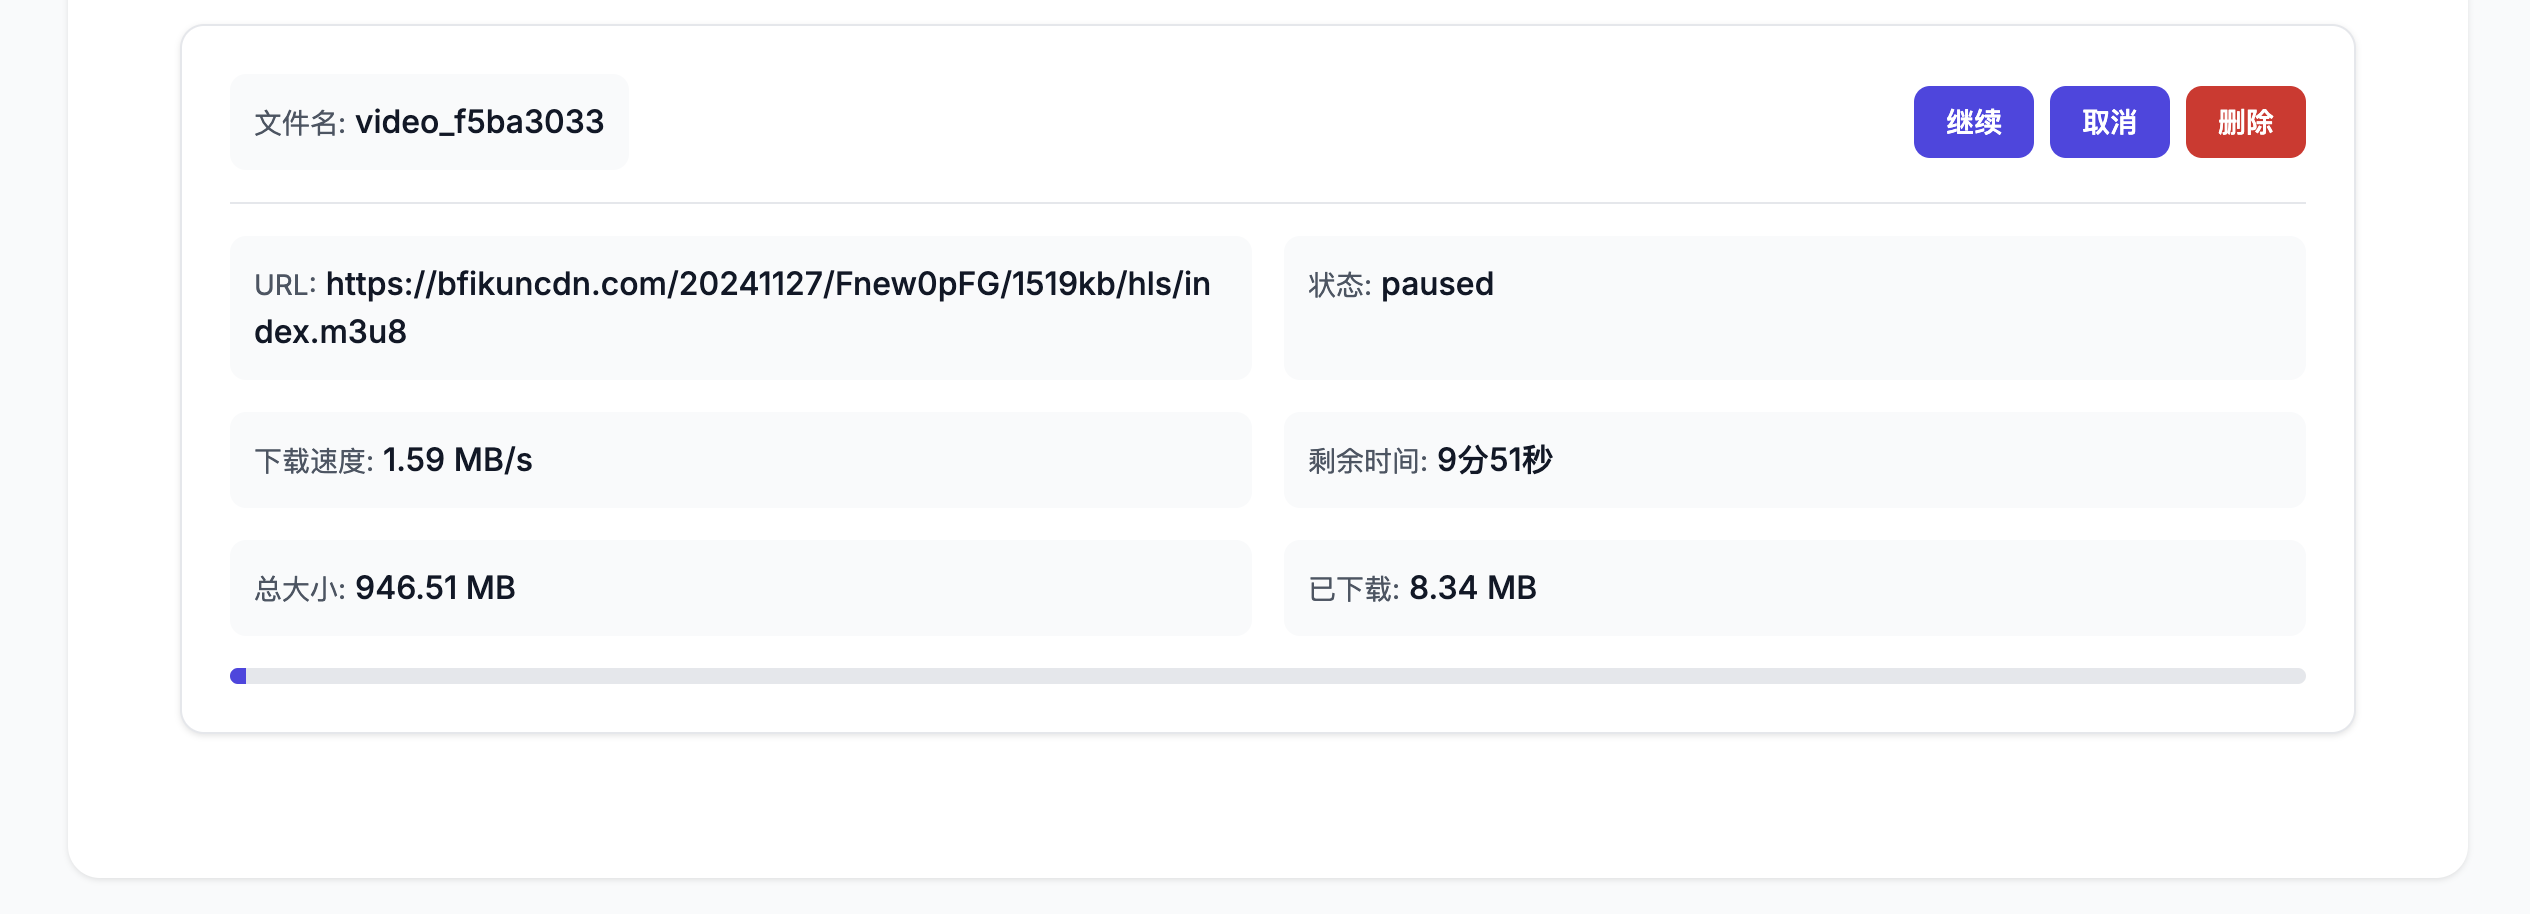 文件名: video_f5ba3033
继续
取消
删除
URL: https://bfikuncdn.com/20241127/Fnew0pFG/1519kb/hls/in
dex.m3u8
状态: paused
下载速度: 1.59 MB/s
剩余时间: 9分51秒
总大小: 946.51 MB
已下载: 8.34 MB